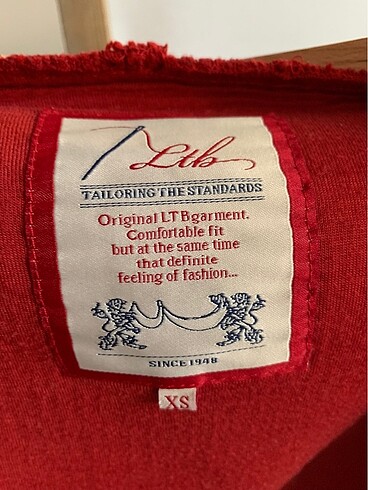 Ltb
TAILORING THE STANDARDS
Original LTB garment.
Comfortable fit
but at the same time
that definite
feeling of fashion...
SINCE 1948
XS